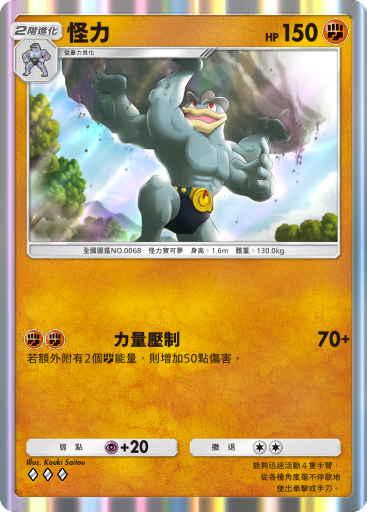 2階進化 怪力 HP 150
從豪力進化
全國圖鑑NO.0068 怪力寶可夢 身高：1.6m 體重：130.0kg
力量壓制 70+
若額外附有2個能量，則增加50點傷害。
弱點 +20 撤退
Illus. Kouki Saitou
能夠迅速活動４隻手臂，
從各種角度毫不停歇地
使出拳擊或手刀。